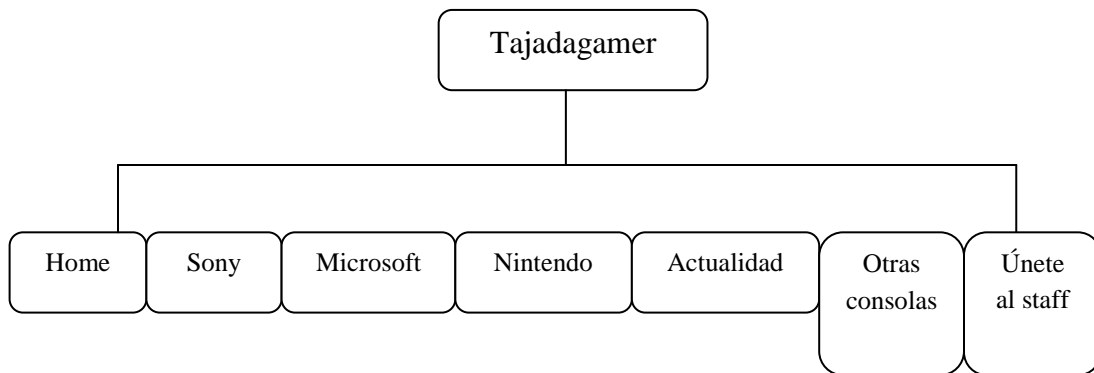 Tajadagamer
Home
Sony
Microsoft
Nintendo
Actualidad
Otras
consolas
Únete
al staff